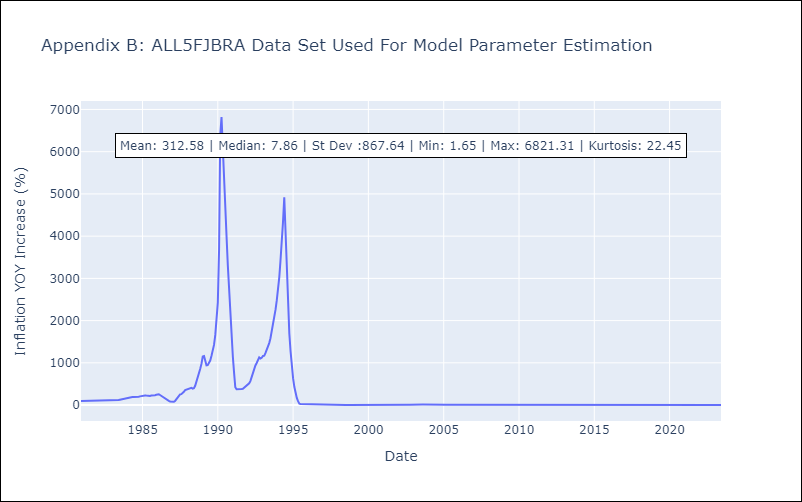 Appendix B: ALL5FJBRA Data Set Used For Model Parameter Estimation
7000
Mean: 312.58 | Median: 7.86 | St Dev :867.64 | Min: 1.65 | Max: 6821.31 | Kurtosis: 22.45
6000
5000
4000
3000
2000
1000
0
Inflation YOY Increase (%)
1985 1990 1995 2000 2005 2010 2015 2020
Date